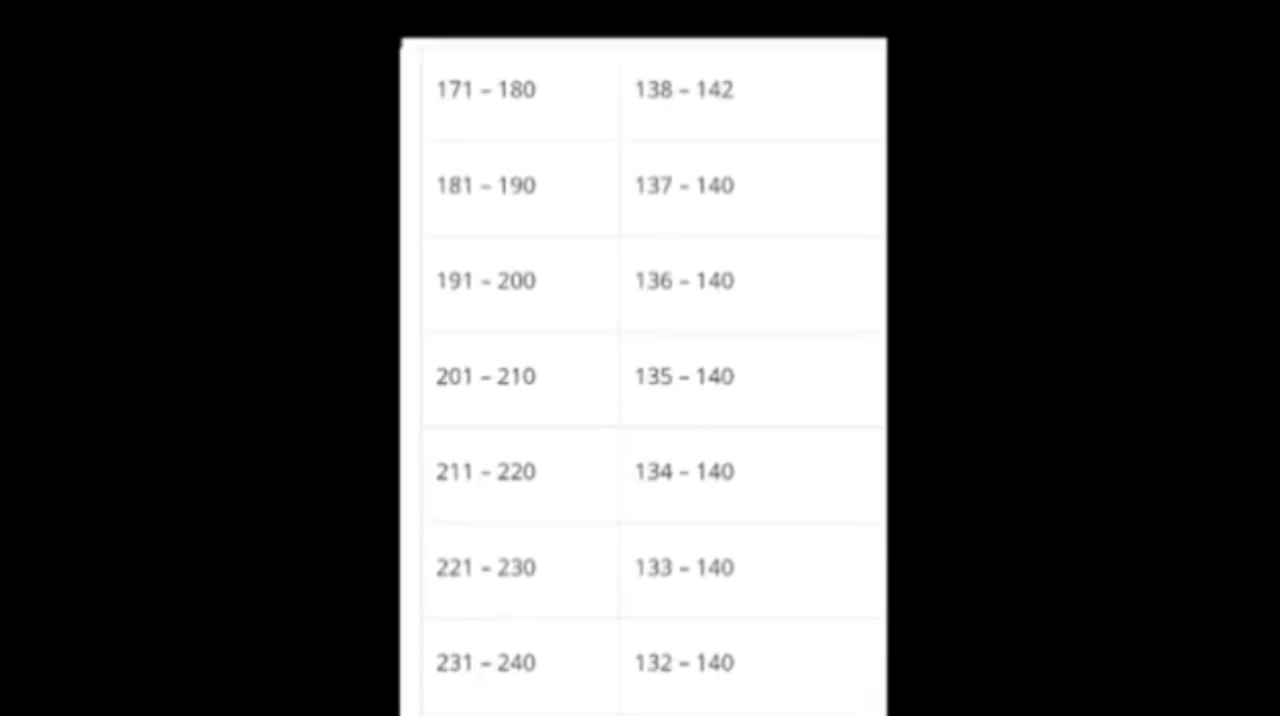 171 – 180 138 – 142
181 – 190 137 – 140
191 – 200 136 – 140
201 – 210 135 – 140
211 – 220 134 – 140
221 – 230 133 – 140
231 – 240 132 – 140